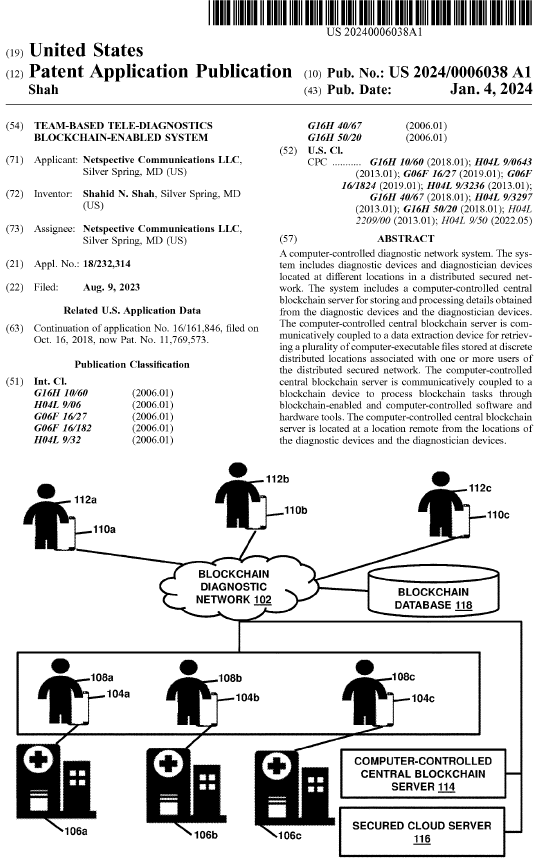 US 20240006038A1
(19) United States
(12) Patent Application Publication (10) Pub. No.: US 2024/0006038 A1
Shah (43) Pub. Date: Jan. 4, 2024
(54) TEAM-BASED TELE-DIAGNOSTICS
BLOCKCHAIN-ENABLED SYSTEM
(71) Applicant: Netspective Communications LLC,
Silver Spring, MD (US)
(72) Inventor: Shahid N. Shah, Silver Spring, MD
(US)
(73) Assignee: Netspective Communications LLC,
Silver Spring, MD (US)
(21) Appl. No.: 18/232,314
(22) Filed: Aug. 9, 2023
Related U.S. Application Data
(63) Continuation of application No. 16/161,846, filed on
Oct. 16, 2018, now Pat. No. 11,769,573.
Publication Classification
(51) Int. Cl.
G16H 10/60 (2006.01)
H04L 9/06 (2006.01)
G06F 16/27 (2006.01)
G06F 16/182 (2006.01)
H04L 9/32 (2006.01)
G16H 40/67 (2006.01)
G16H 50/20 (2006.01)
(52) U.S. Cl.
CPC .......... G16H 10/60 (2018.01); H04L 9/0643
(2013.01); G06F 16/27 (2019.01); G06F
16/1824 (2019.01); H04L 9/3236 (2013.01);
G16H 40/67 (2018.01); H04L 9/3297
(2013.01); G16H 50/20 (2018.01); H04L
2209/00 (2013.01); H04L 9/50 (2022.05)
(57) ABSTRACT
A computer-controlled diagnostic network system. The sys-
tem includes diagnostic devices and diagnostician devices
located at different locations in a distributed secured net-
work. The system includes a computer-controlled central
blockchain server for storing and processing details obtained
from the diagnostic devices and the diagnostician devices.
The computer-controlled central blockchain server is com-
municatively coupled to a data extraction device for retriev-
ing a plurality of computer-executable files stored at discrete
distributed locations associated with one or more users of
the distributed secured network. The computer-controlled
central blockchain server is communicatively coupled to a
blockchain device to process blockchain tasks through
blockchain-enabled and computer-controlled software and
hardware tools. The computer-controlled central blockchain
server is located at a location remote from the locations of
the diagnostic devices and the diagnostician devices.
112a
110a
112b
110b
112c
110c
BLOCKCHAIN
DIAGNOSTIC
NETWORK 102
BLOCKCHAIN
DATABASE 118
108a
104a
108b
104b
108c
104c
106a
106b
106c
COMPUTER-CONTROLLED
CENTRAL BLOCKCHAIN
SERVER 114
SECURED CLOUD SERVER
116